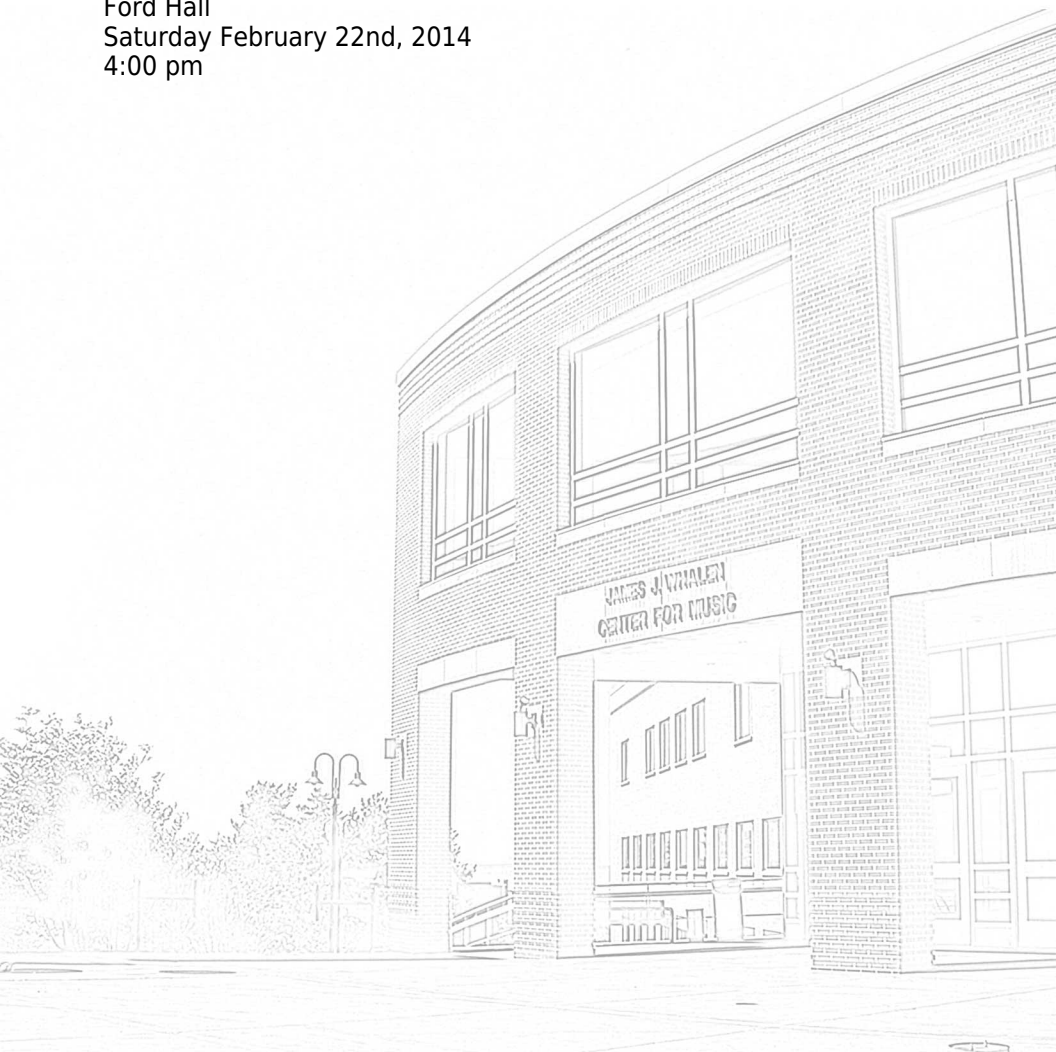 Ford Hall
Saturday February 22nd, 2014
4:00 pm
JAMES J. WHALEN
CENTER FOR MUSIC